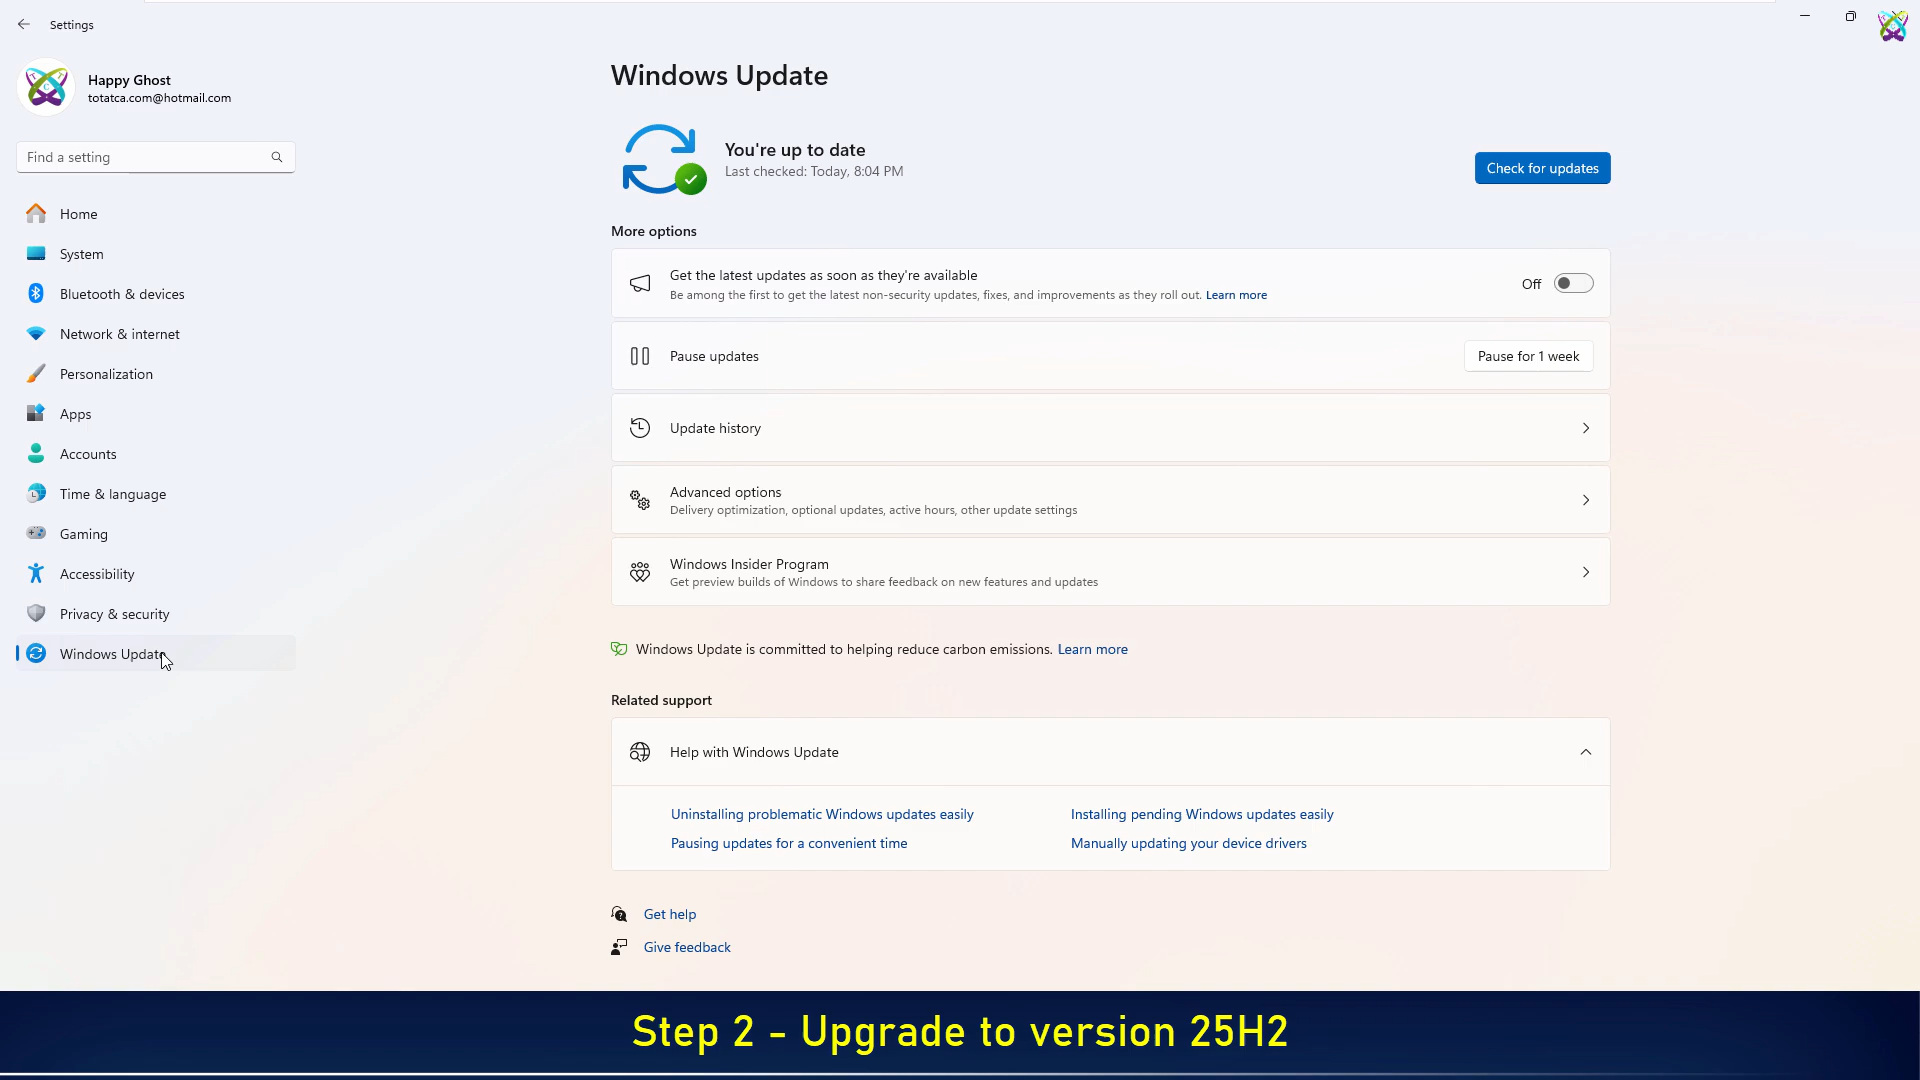 Settings
Happy Ghost
totatca.com@hotmail.com
Find a setting
Home
System
Bluetooth & devices
Network & internet
Personalization
Apps
Accounts
Time & language
Gaming
Accessibility
Privacy & security
Windows Update
Windows Update
You're up to date
Last checked: Today, 8:04 PM
Check for updates
More options
Get the latest updates as soon as they're available
Be among the first to get the latest non-security updates, fixes, and improvements as they roll out. Learn more
Off
Pause updates
Pause for 1 week
Update history
Advanced options
Delivery optimization, optional updates, active hours, other update settings
Windows Insider Program
Get preview builds of Windows to share feedback on new features and updates
Windows Update is committed to helping reduce carbon emissions. Learn more
Related support
Help with Windows Update
Uninstalling problematic Windows updates easily
Installing pending Windows updates easily
Pausing updates for a convenient time
Manually updating your device drivers
Get help
Give feedback
Step 2 - Upgrade to version 25H2